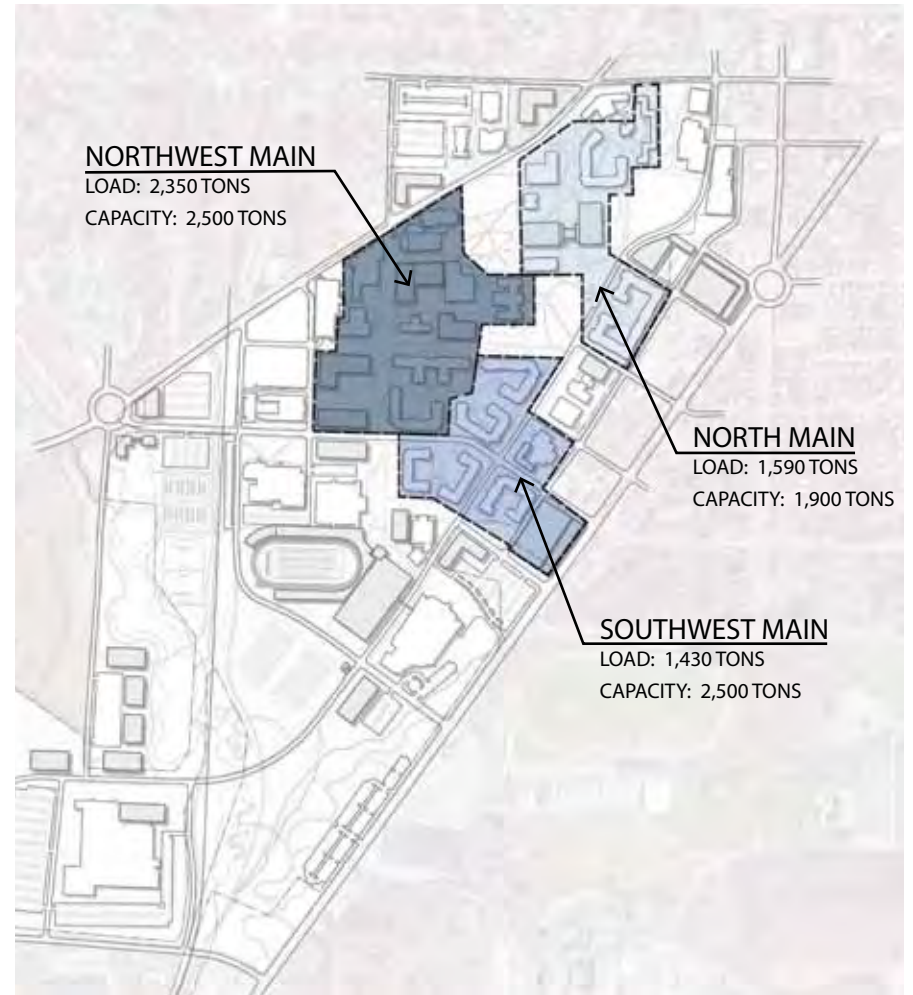 NORTHWEST MAIN
LOAD: 2,350 TONS
CAPACITY: 2,500 TONS
NORTH MAIN
LOAD: 1,590 TONS
CAPACITY: 1,900 TONS
SOUTHWEST MAIN
LOAD: 1,430 TONS
CAPACITY: 2,500 TONS